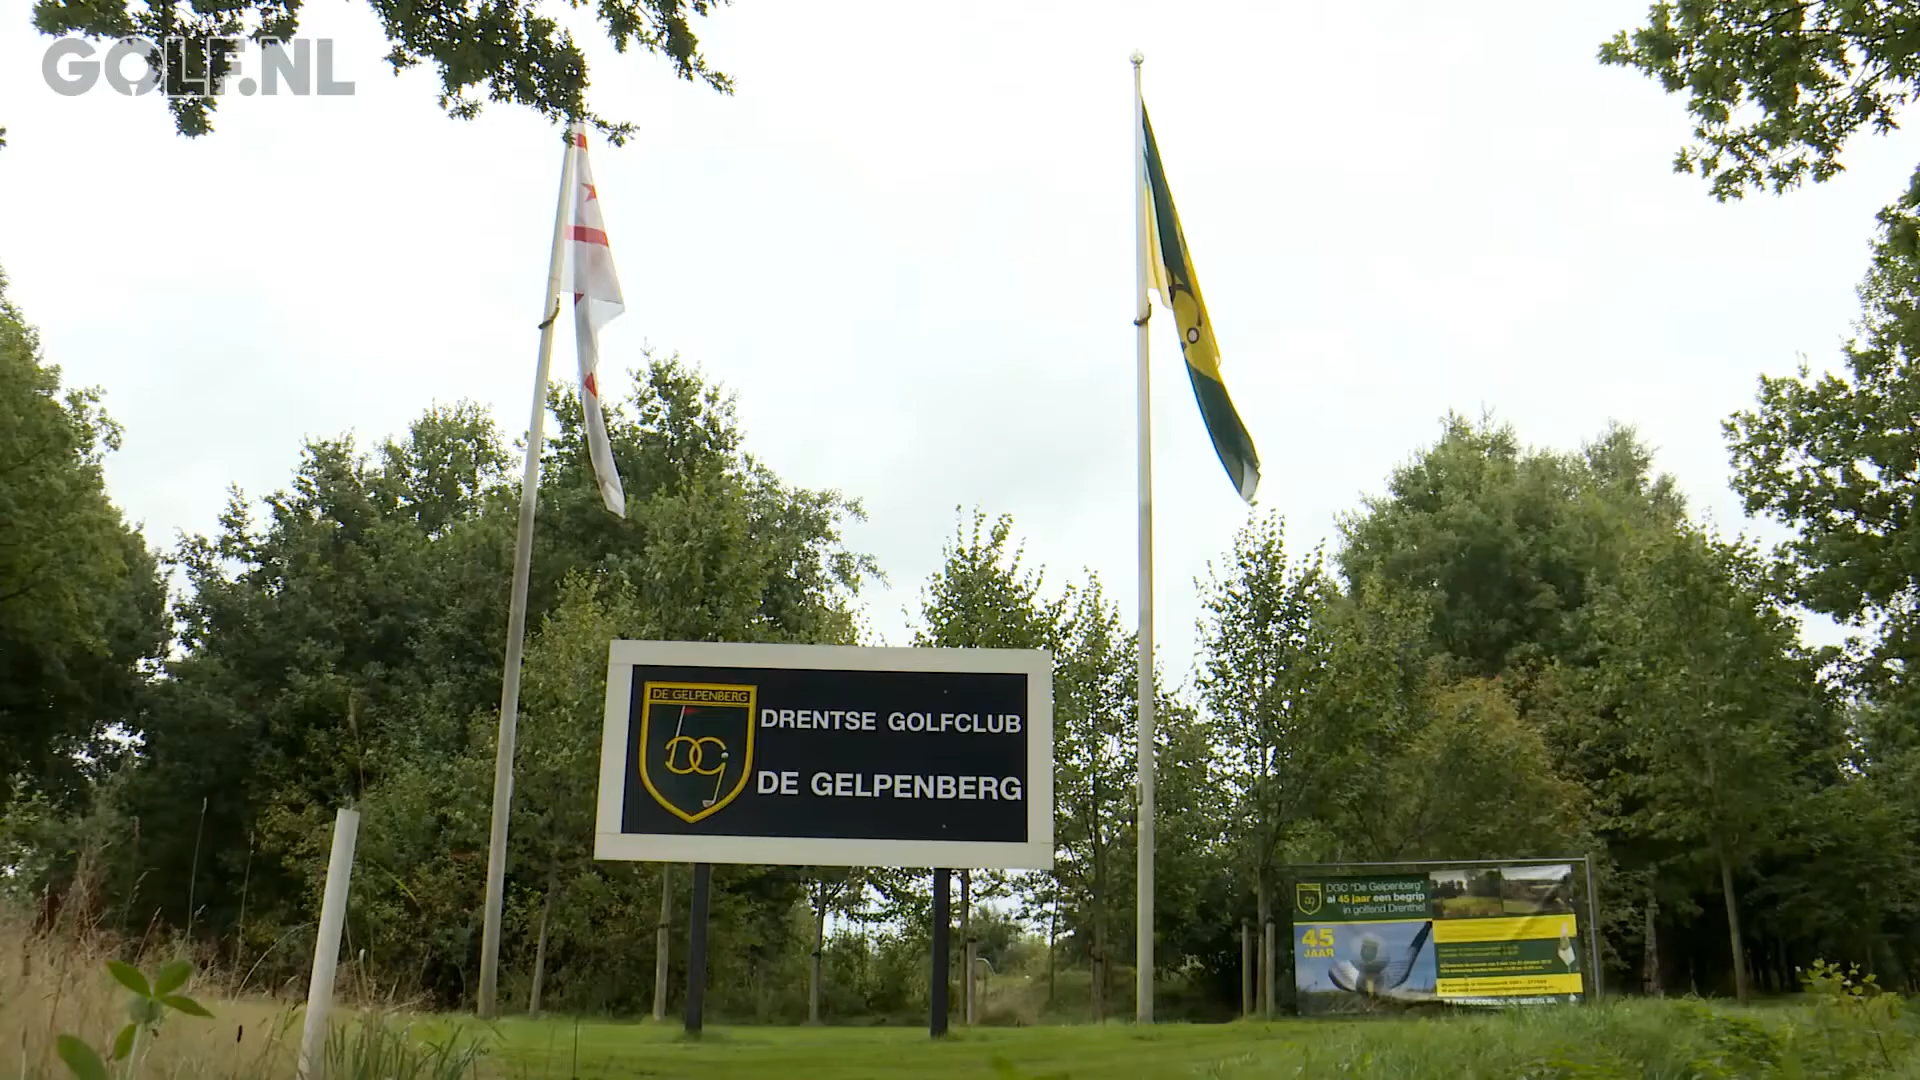 GOLF.NL
DE GELPENBERG
DRENTSE GOLFCLUB
DE GELPENBERG
DGC "De Gelpenberg"
al 45 jaar een begrip
in golfend Drenthe!
45
JAAR